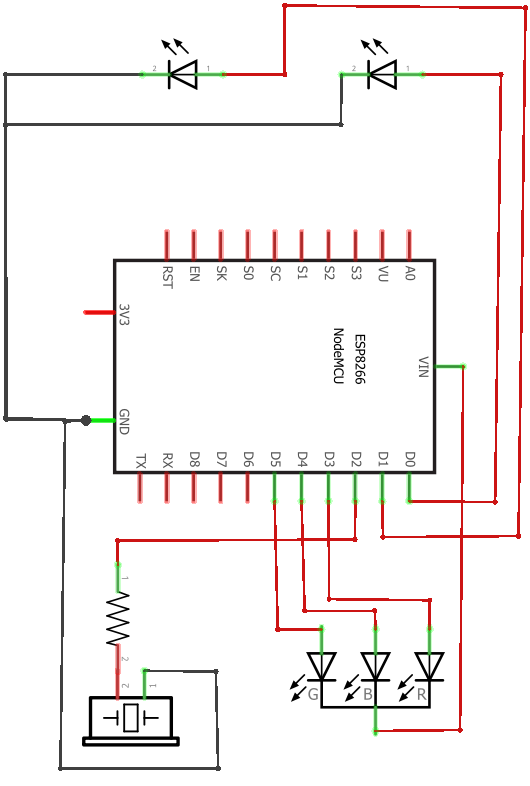 2 1 2 1
RST EN SK S0 SC S1 S2 S3 VU A0
3V3
ESP8266
NodeMCU
VIN
GND
TX RX D8 D7 D6 D5 D4 D3 D2 D1 D0
1
2
2 1
G B R